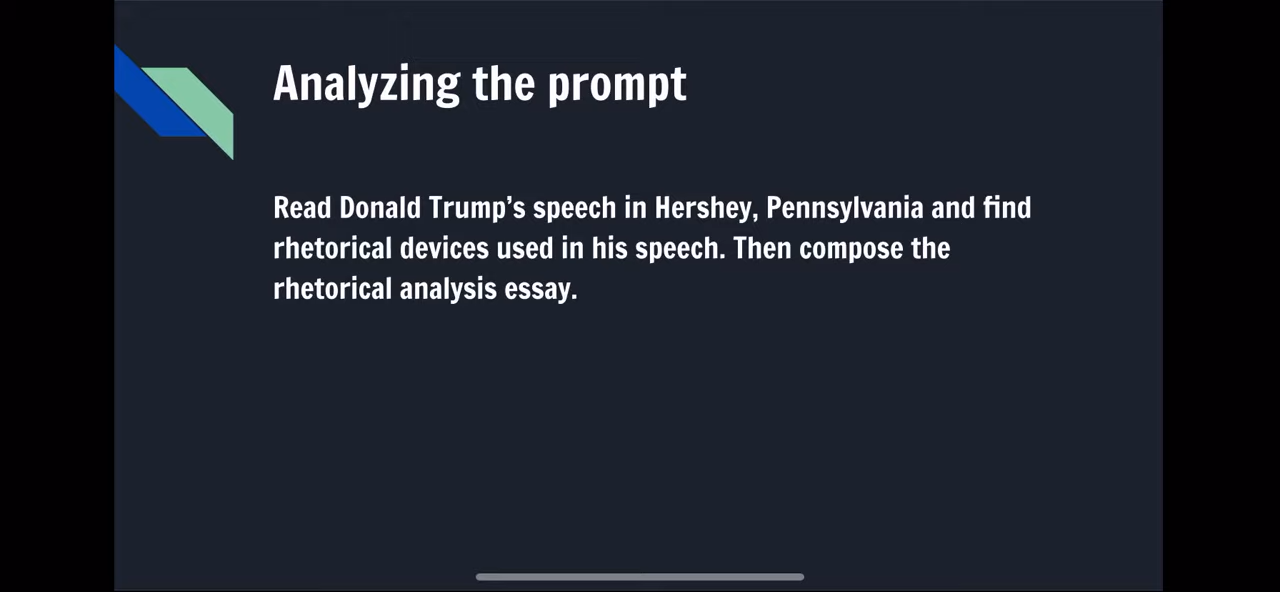 Analyzing the prompt
Read Donald Trump’s speech in Hershey, Pennsylvania and find
rhetorical devices used in his speech. Then compose the
rhetorical analysis essay.